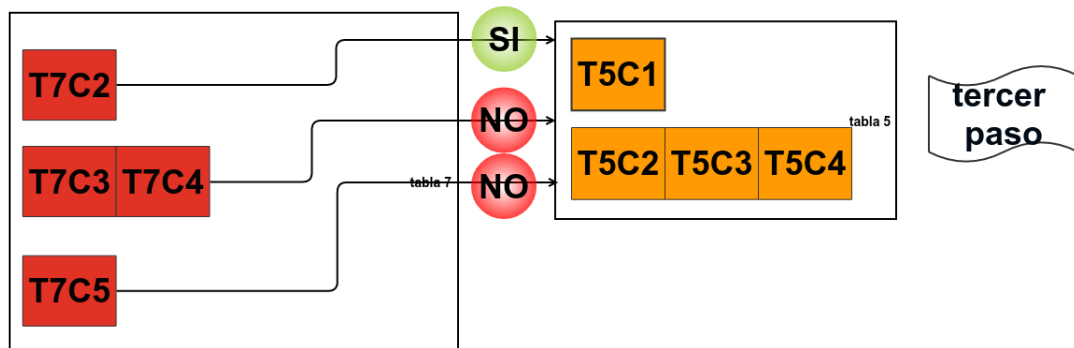 T7C2
T7C3 T7C4
T7C5
tabla 7
SI
NO
NO
T5C1
T5C2 T5C3 T5C4
tabla 5
tercer
paso